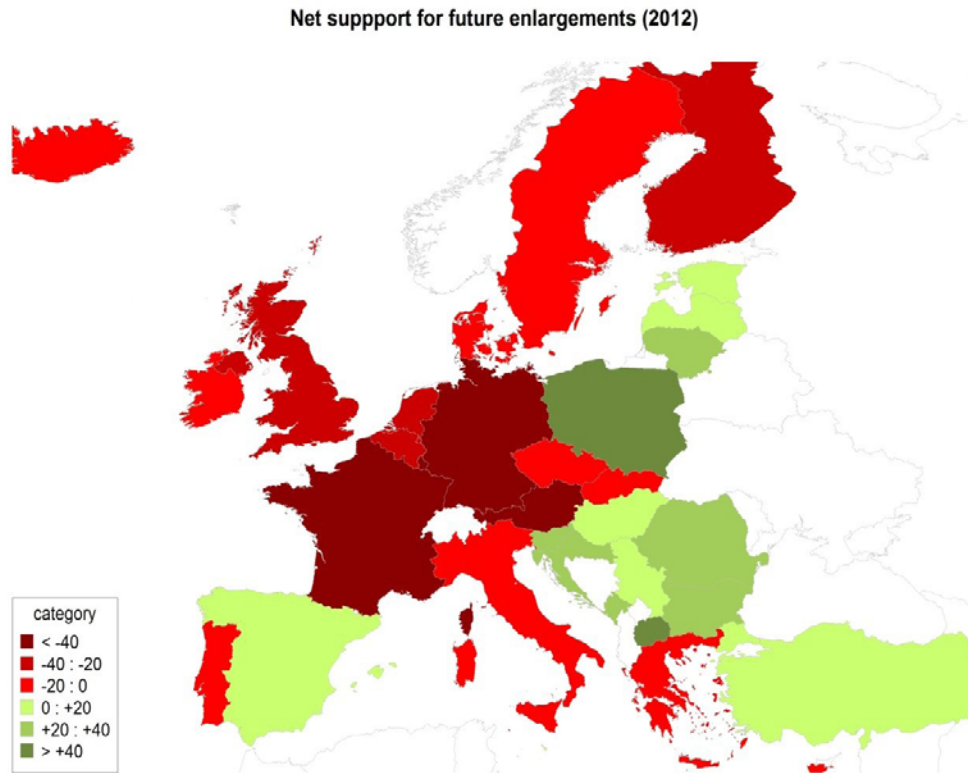 Net suppport for future enlargements (2012)
category
< -40
-40 : -20
-20 : 0
0 : +20
+20 : +40
> +40